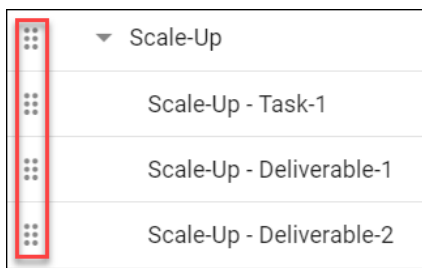 Scale-Up
Scale-Up - Task-1
Scale-Up - Deliverable-1
Scale-Up - Deliverable-2